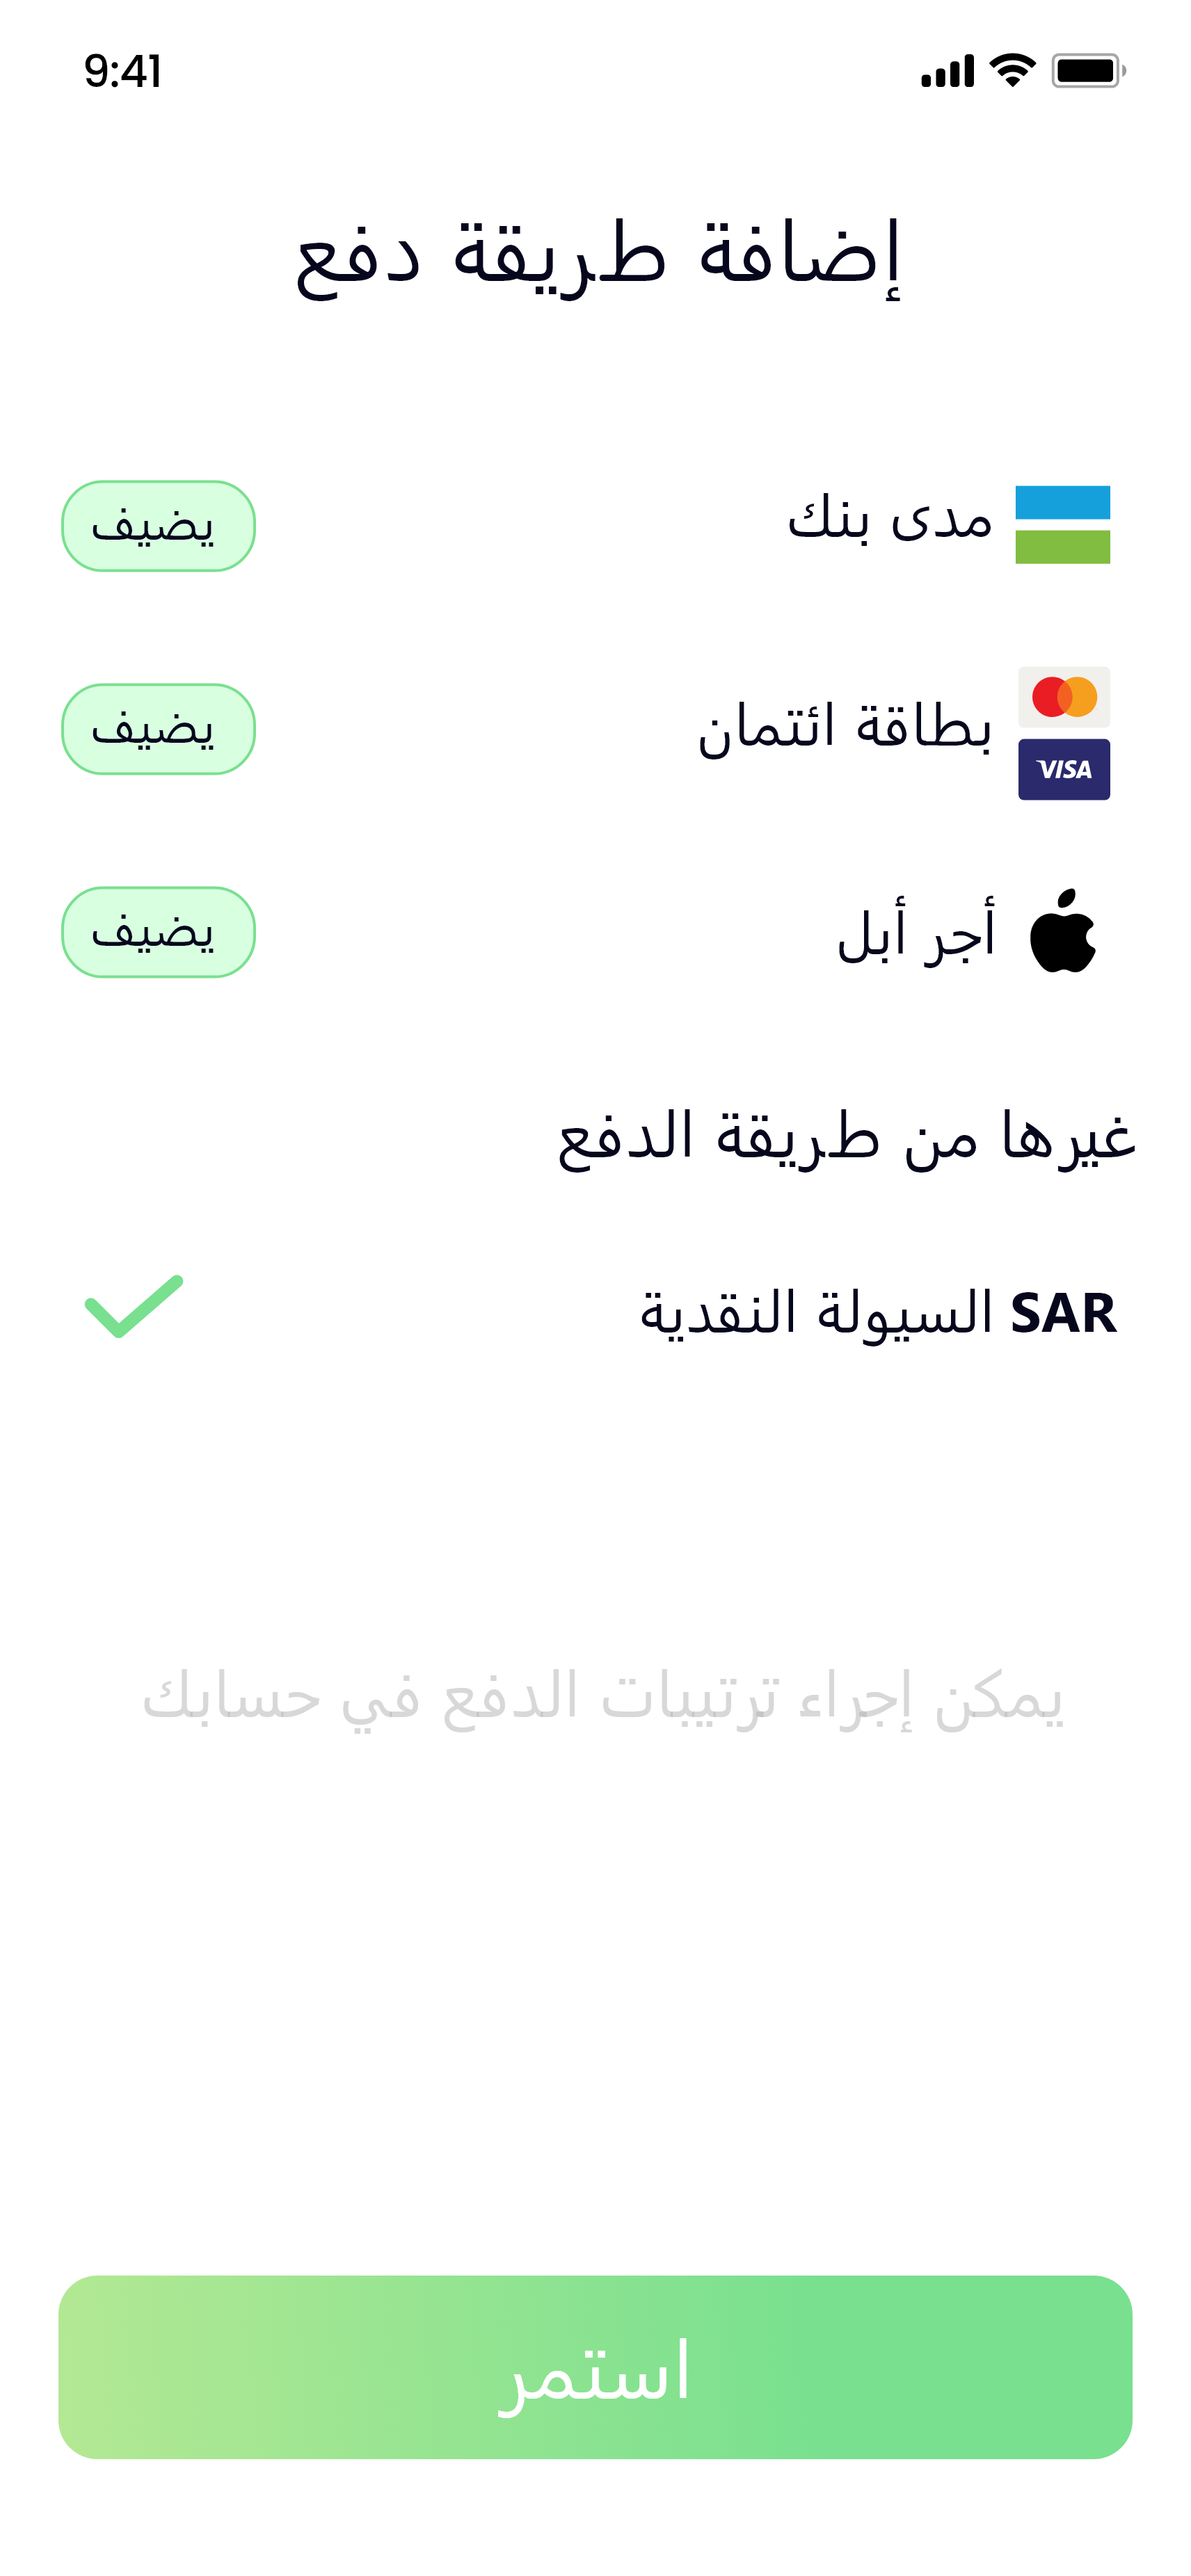 9:41
إضافة طريقة دفع
مدى بنك
يضيف
بطاقة ائتمان
VISA
يضيف
أجر أبل
يضيف
غيرها من طريقة الدفع
SAR السيولة النقدية
يمكن إجراء ترتيبات الدفع في حسابك
استمر